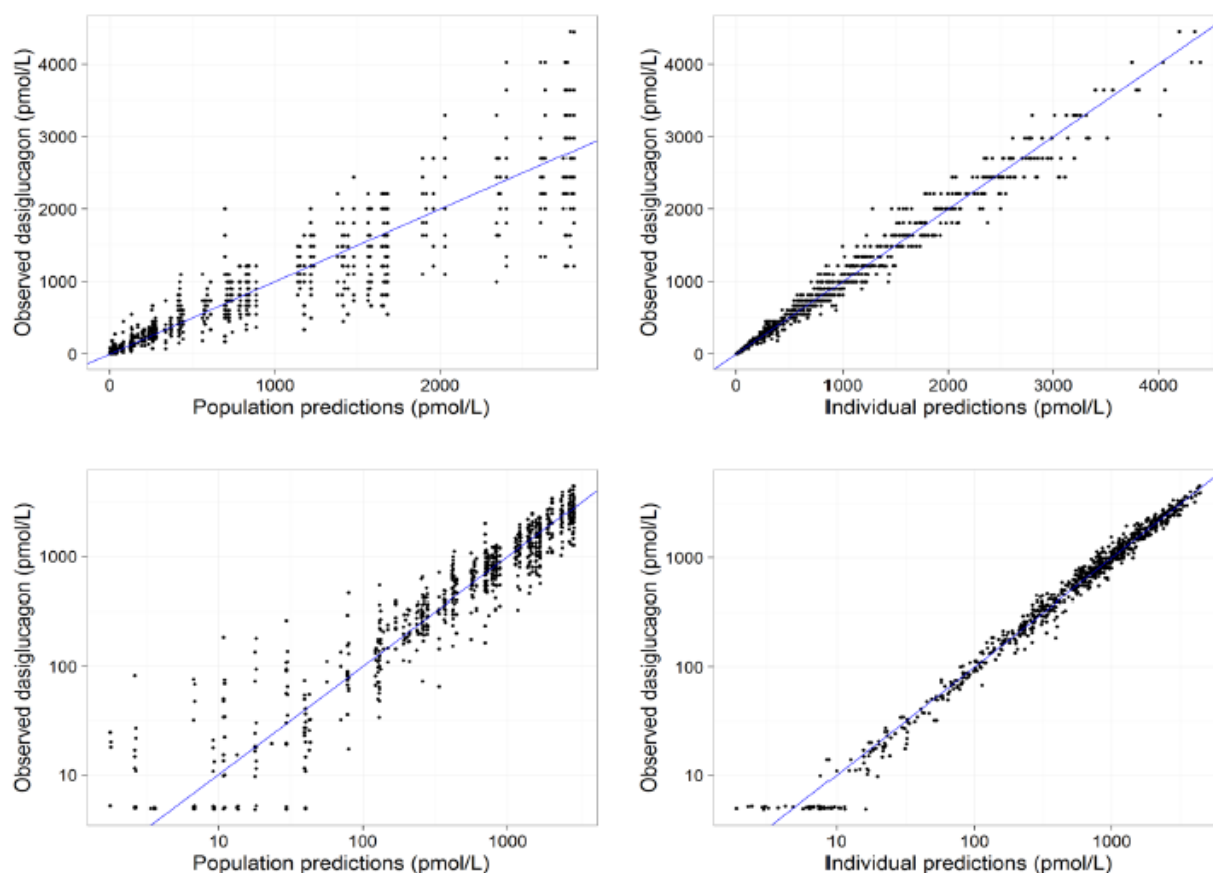 Observed dasiglucagon (pmol/L)
4000
3000
2000
1000
0
0 1000 2000
Population predictions (pmol/L)
Observed dasiglucagon (pmol/L)
4000
3000
2000
1000
0
0 1000 2000 3000 4000
Individual predictions (pmol/L)
Observed dasiglucagon (pmol/L)
1000
100
10
10 100 1000
Population predictions (pmol/L)
Observed dasiglucagon (pmol/L)
1000
100
10
10 100 1000
Individual predictions (pmol/L)